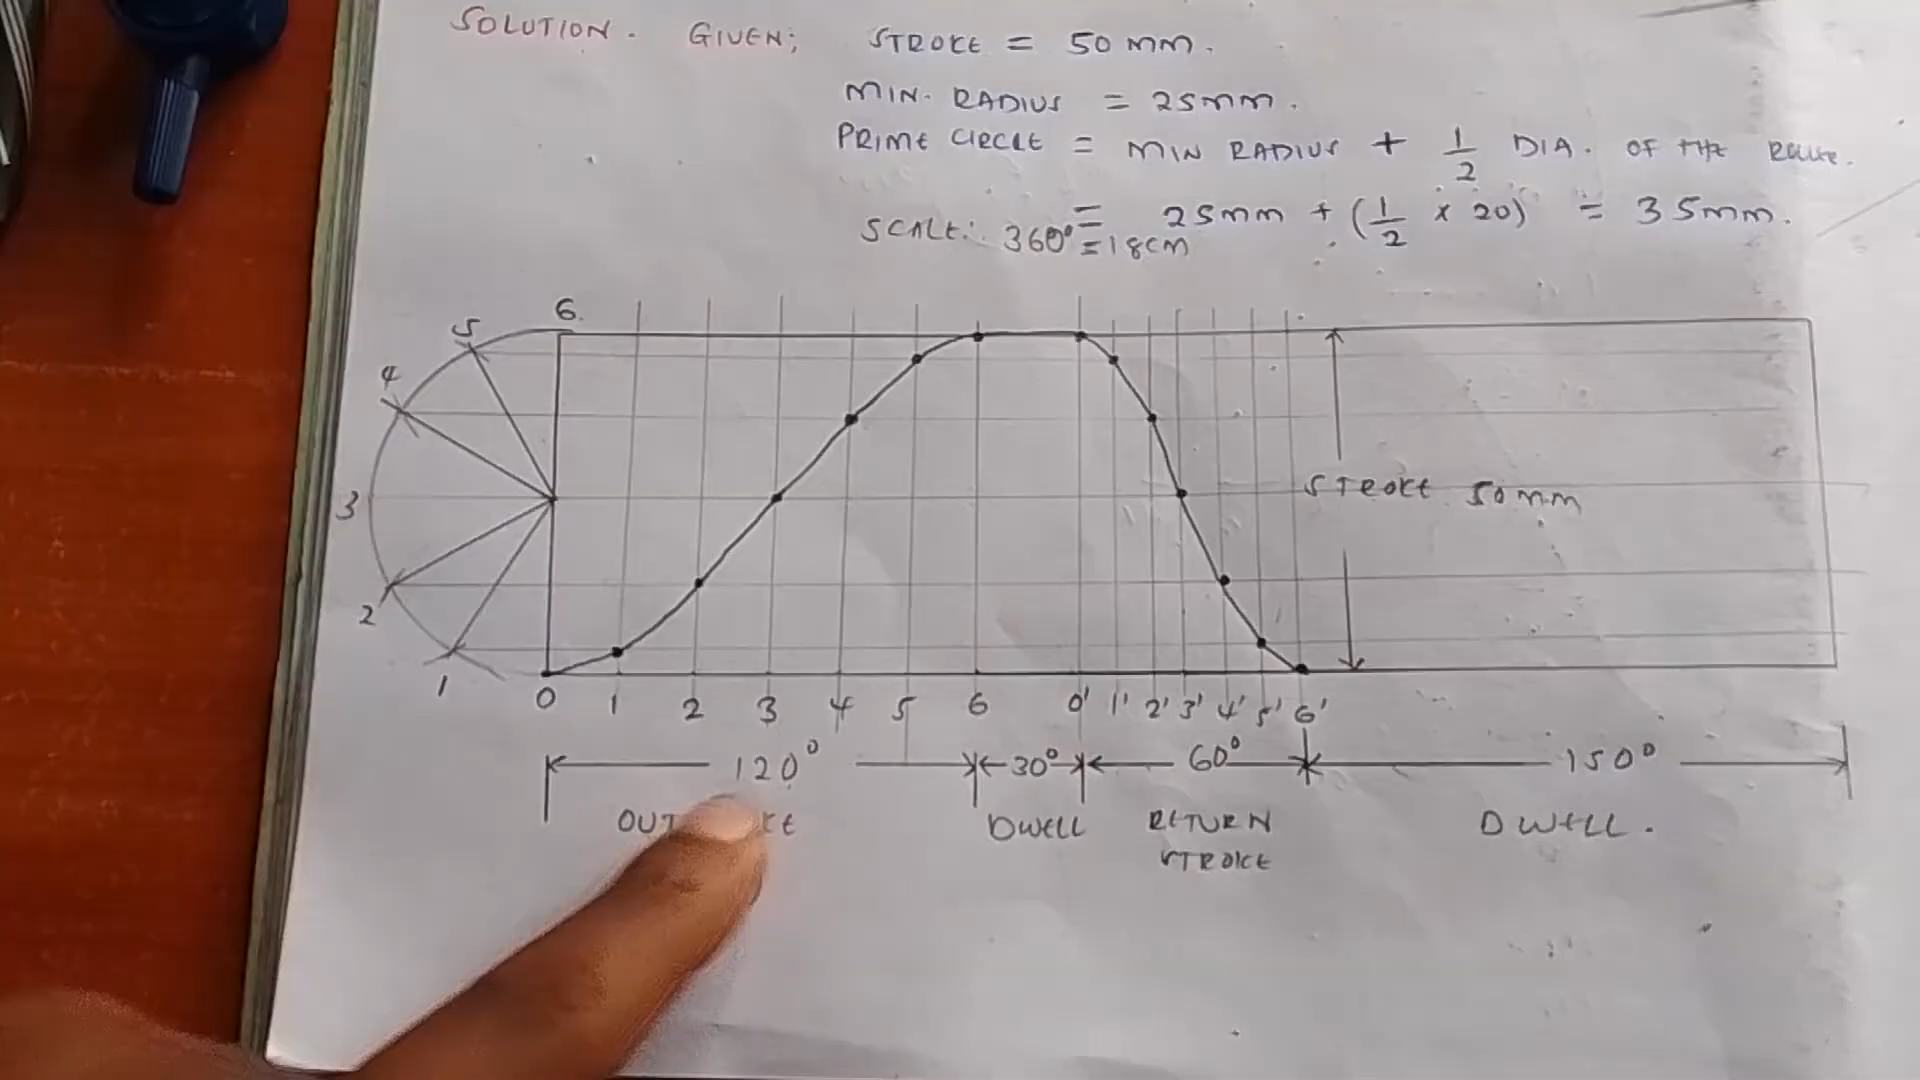 SOLUTION. GIVEN; STROKE = 50 mm.
MIN. RADIUS = 25mm.
PRIME CIRCLE = MIN RADIUS + 1/2 DIA. OF THE
= 25mm + (1/2 x 20) = 35mm.
SCALE: 360° = 18cm
6.
5
4
3
2
1
STROKE 50mm
0 1 2 3 4 5 6 0' 1' 2' 3' 4' 5' 6'
120° 30° 60° 150°
DWELL RETURN DWELL.
STROKE